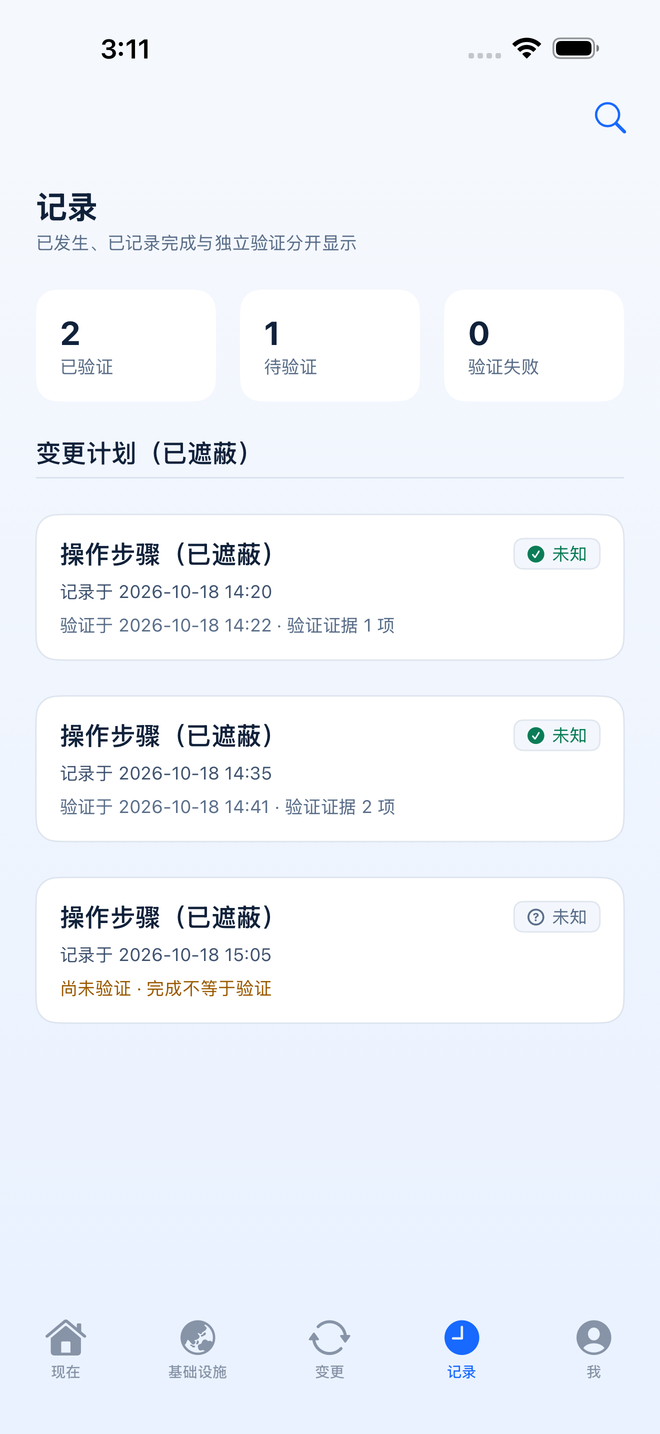 3:11
记录
已发生、已记录完成与独立验证分开显示
2
已验证
1
待验证
0
验证失败
变更计划（已遮蔽）
操作步骤（已遮蔽）
未知
记录于 2026-10-18 14:20
验证于 2026-10-18 14:22 · 验证证据 1 项
操作步骤（已遮蔽）
未知
记录于 2026-10-18 14:35
验证于 2026-10-18 14:41 · 验证证据 2 项
操作步骤（已遮蔽）
未知
记录于 2026-10-18 15:05
尚未验证 · 完成不等于验证
现在
基础设施
变更
记录
我